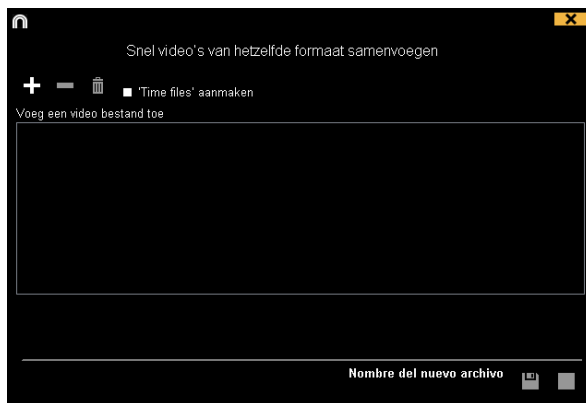 Snel video's van hetzelfde formaat samenvoegen
'Time files' aanmaken
Voeg een video bestand toe
Nombre del nuevo archivo